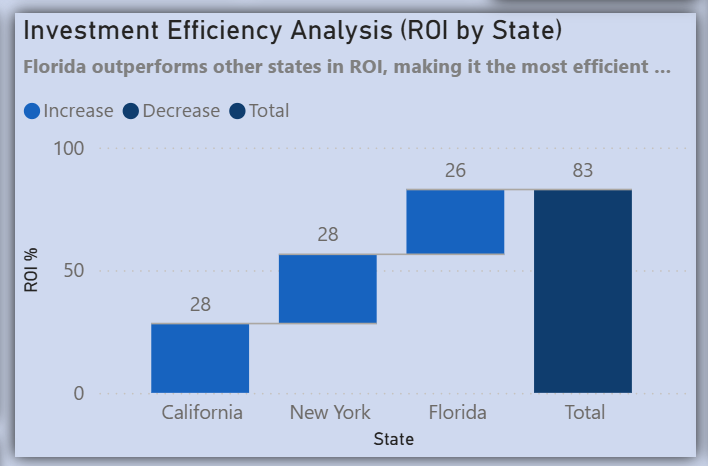 Investment Efficiency Analysis (ROI by State)
Florida outperforms other states in ROI, making it the most efficient ...
Increase Decrease Total
100
50
0
ROI %
28
28
26
83
California New York Florida Total
State